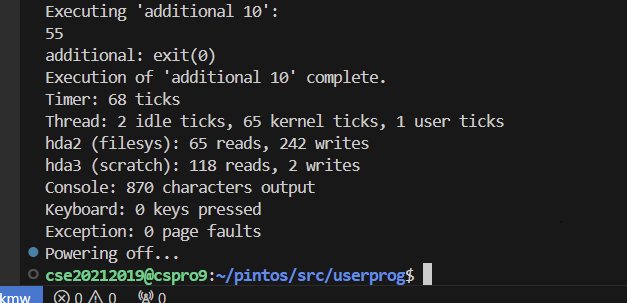 Executing 'additional 10':
55
additional: exit(0)
Execution of 'additional 10' complete.
Timer: 68 ticks
Thread: 2 idle ticks, 65 kernel ticks, 1 user ticks
hda2 (filesys): 65 reads, 242 writes
hda3 (scratch): 118 reads, 2 writes
Console: 870 characters output
Keyboard: 0 keys pressed
Exception: 0 page faults
Powering off...
cse20212019@cspro9:~/pintos/src/userprog$
kmw 0 0 0